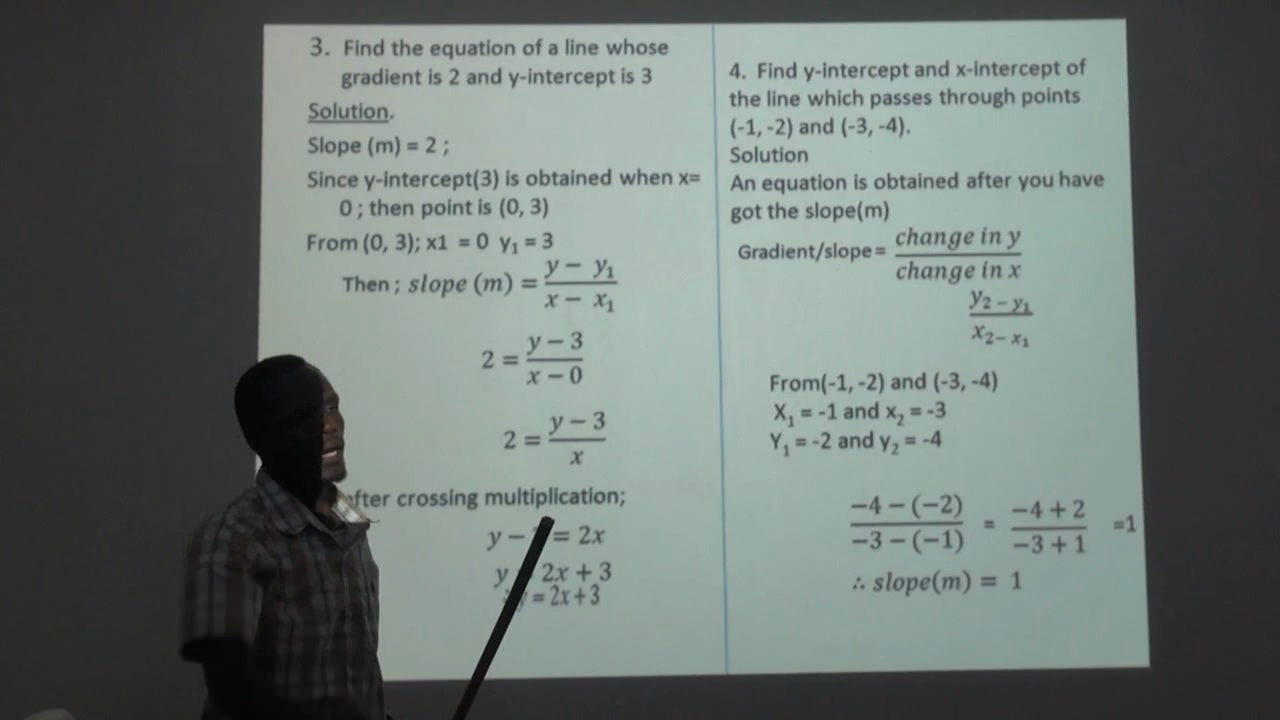 3. Find the equation of a line whose
gradient is 2 and y-intercept is 3
Solution.
Slope (m) = 2 ;
Since y-intercept(3) is obtained when x=
0 ; then point is (0, 3)
From (0, 3); x1 = 0 y₁ = 3
Then ; slope (m) = y − y₁
x − x₁
2 = y − 3
x − 0
2 = y − 3
x
after crossing multiplication;
y − = 2x
y 2x + 3
y = 2x+3
4. Find y-intercept and x-intercept of
the line which passes through points
(-1, -2) and (-3, -4).
Solution
An equation is obtained after you have
got the slope(m)
Gradient/slope= change in y
change in x
y₂ − y₁
x₂− x₁
From(-1, -2) and (-3, -4)
X₁ = -1 and x₂ = -3
Y₁ = -2 and y₂ = -4
−4 − (−2) = −4 + 2 =1
−3 − (−1) −3 + 1
∴ slope(m) = 1